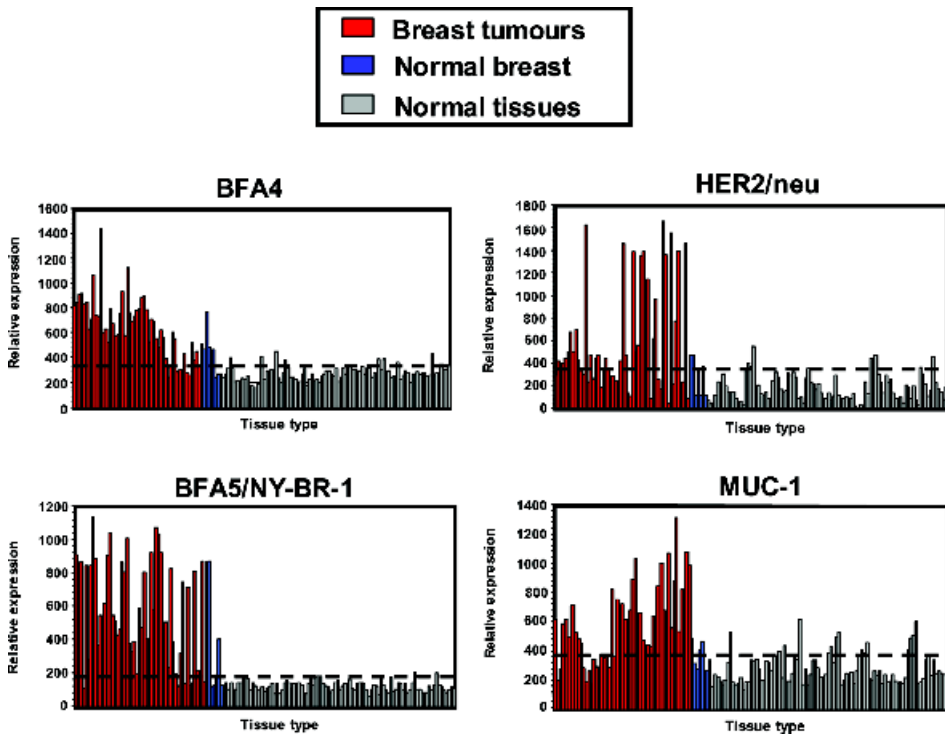 Breast tumours
Normal breast
Normal tissues
BFA4
Relative expression
1600
1400
1200
1000
800
600
400
200
0
Tissue type
HER2/neu
Relative expression
1800
1600
1400
1200
1000
800
600
400
200
0
Tissue type
BFA5/NY-BR-1
Relative expression
1200
1000
800
600
400
200
0
Tissue type
MUC-1
Relative expression
1400
1200
1000
800
600
400
200
0
Tissue type